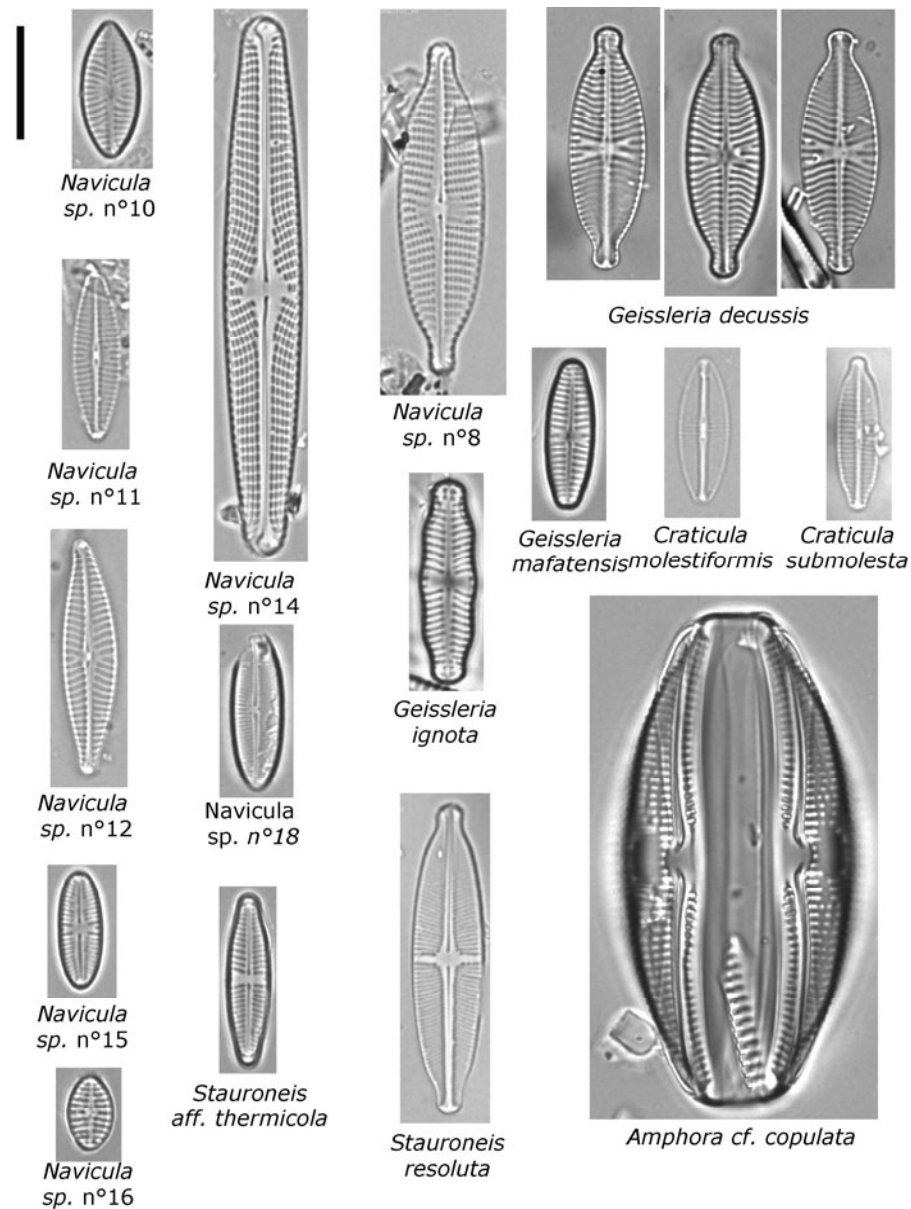 Navicula
sp. n°10
Geissleria decussis
Navicula
sp. n°8
Navicula
sp. n°11
Geissleria
mafatensis
Craticula
molestiformis
Craticula
submolesta
Navicula
sp. n°14
Geissleria
ignota
Navicula
sp. n°12
Navicula
sp. n°18
Navicula
sp. n°15
Stauroneis
aff. thermicola
Stauroneis
resoluta
Amphora cf. copulata
Navicula
sp. n°16